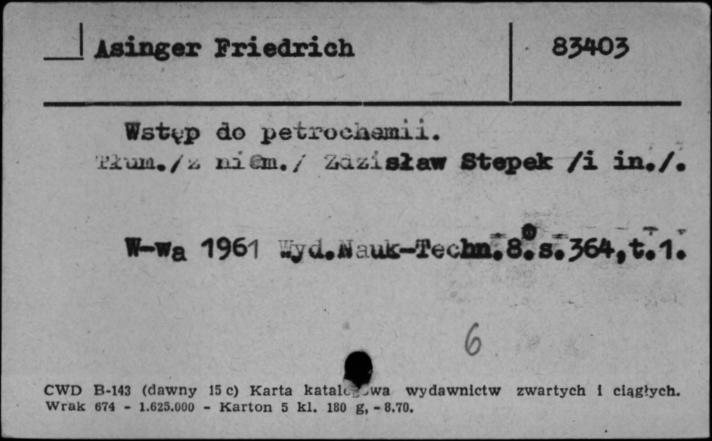 Asinger Friedrich 83403
Wstęp do petrochemii.
Tłum./z niem./ Zdzisław Stepek /i in./.
W-wa 1961 Wyd.Nauk-Techn.8°.s.364,t.1.
6
CWD B-143 (dawny 15 c) Karta katalogowa wydawnictw zwartych i ciągłych.
Wrak 674 - 1.625.000 - Karton 5 kl. 180 g, - 8.70.